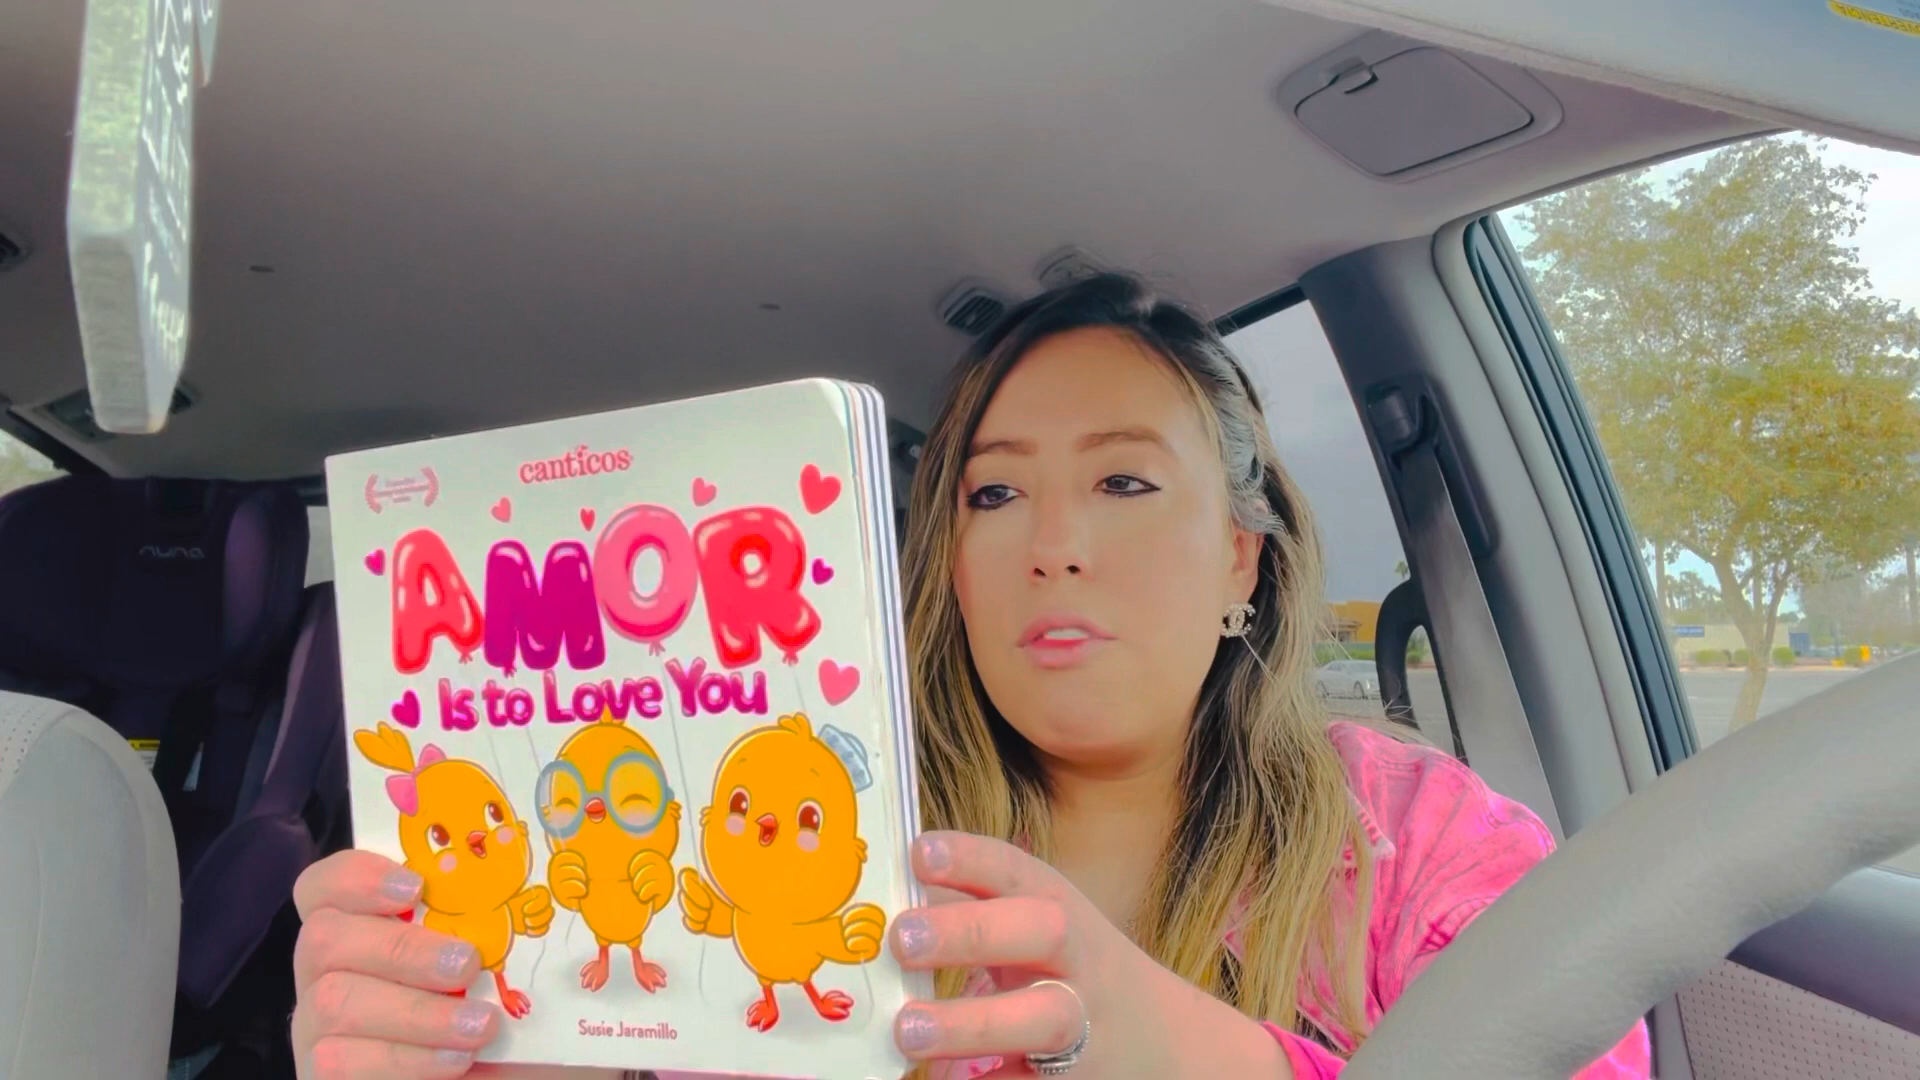 canticos
AMOR
Is to Love You
Susie Jaramillo
nuna